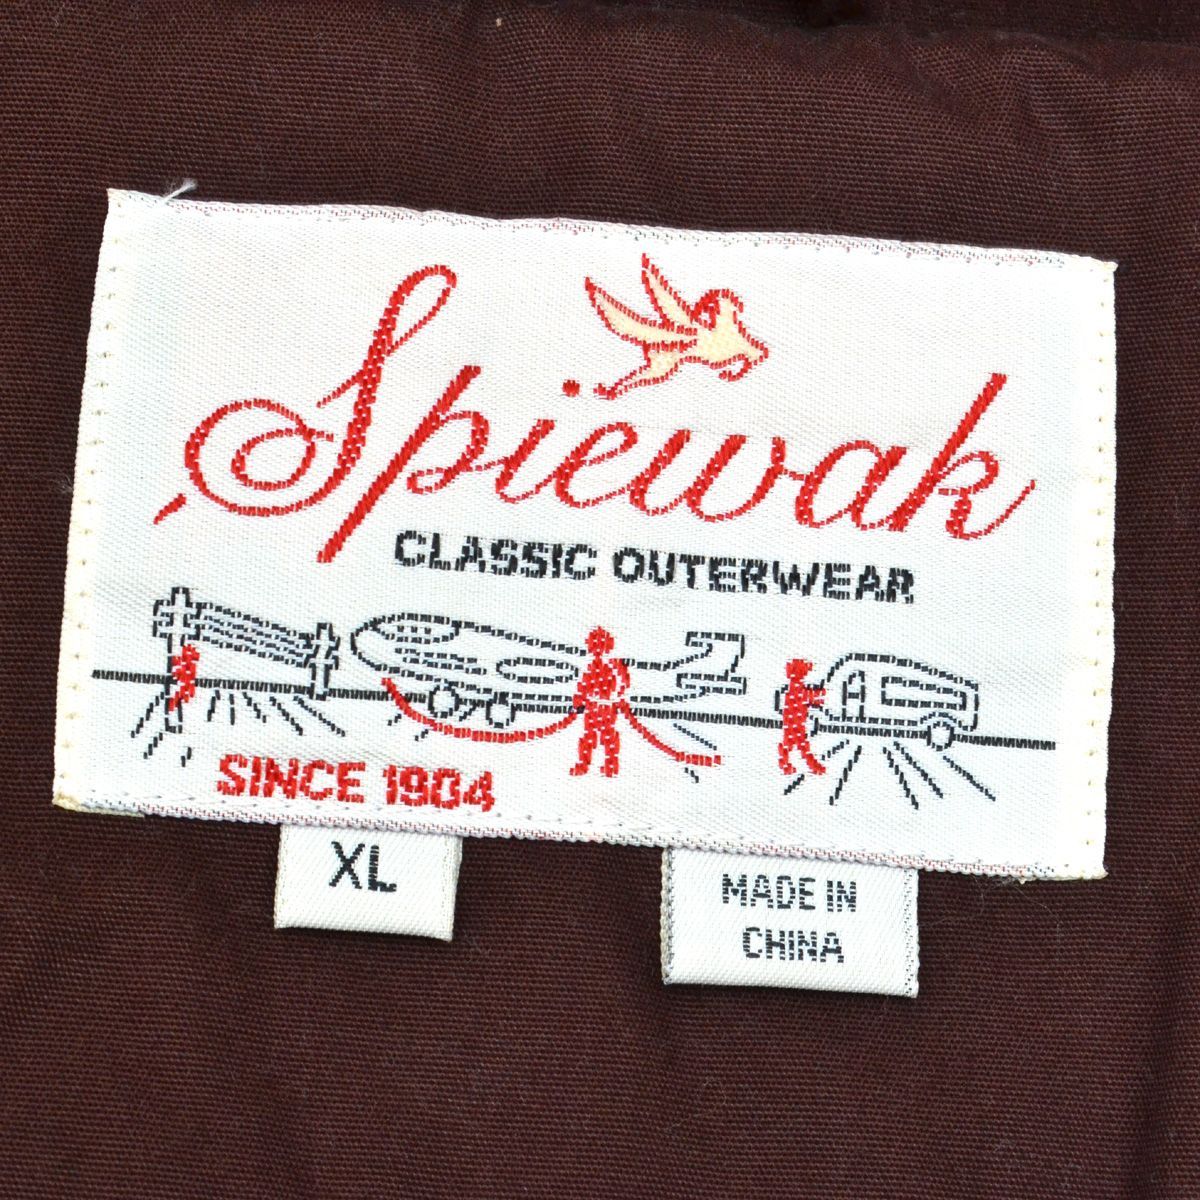 Spiewak
CLASSIC OUTERWEAR
SINCE 1904
XL
MADE IN
CHINA